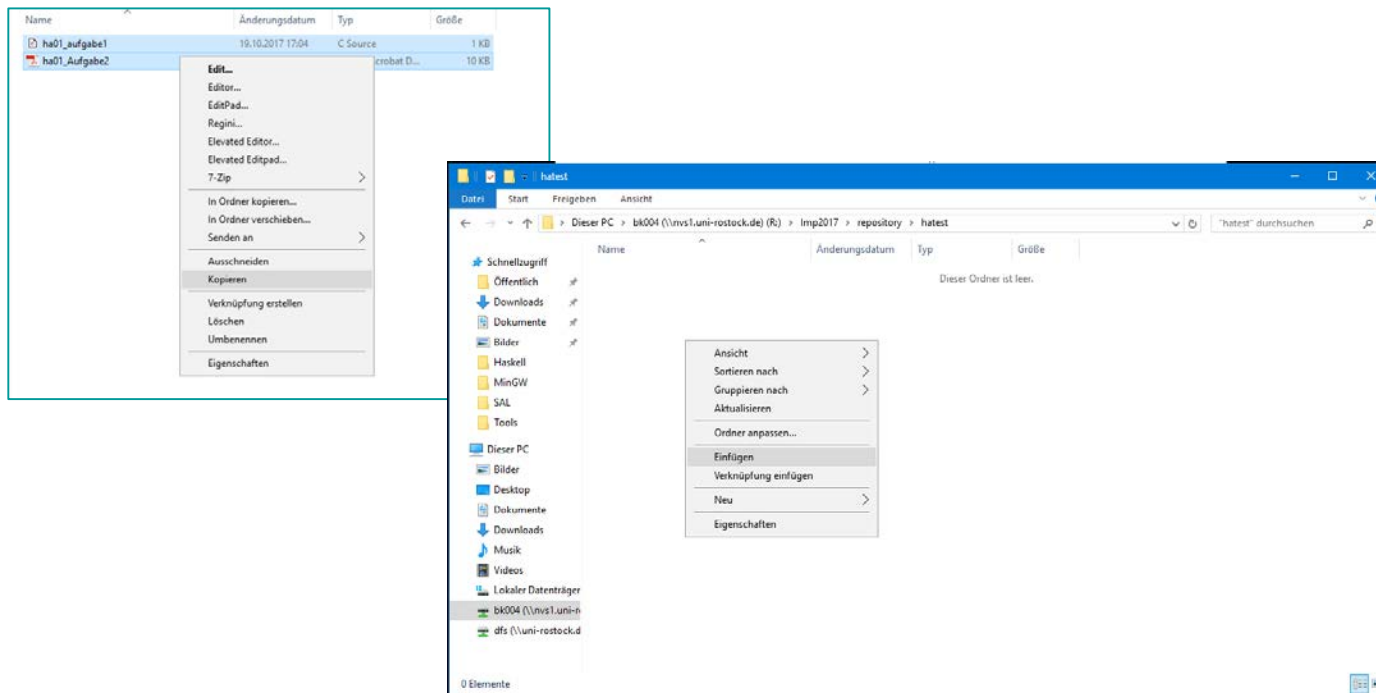 Name Änderungsdatum Typ Größe
ha01_aufgabe1 19.10.2017 17:04 C Source 1 KB
ha01_Aufgabe2 crobat D... 10 KB
Edit...
Editor...
EditPad...
Regini...
Elevated Editor...
Elevated Editpad...
7-Zip
In Ordner kopieren...
In Ordner verschieben...
Senden an
Ausschneiden
Kopieren
Verknüpfung erstellen
Löschen
Umbenennen
Eigenschaften
hatest
Datei Start Freigeben Ansicht
Dieser PC > bk004 (\\nvs1.uni-rostock.de) (R:) > Imp2017 > repository > hatest
"hatest" durchsuchen
Name Änderungsdatum Typ Größe
Dieser Ordner ist leer.
Schnellzugriff
Öffentlich
Downloads
Dokumente
Bilder
Haskell
MinGW
SAL
Tools
Dieser PC
Bilder
Desktop
Dokumente
Downloads
Musik
Videos
Lokaler Datenträger
bk004 (\\nvs1.uni-r
dfs (\\uni-rostock.d
Ansicht
Sortieren nach
Gruppieren nach
Aktualisieren
Ordner anpassen...
Einfügen
Verknüpfung einfügen
Neu
Eigenschaften
0 Elemente